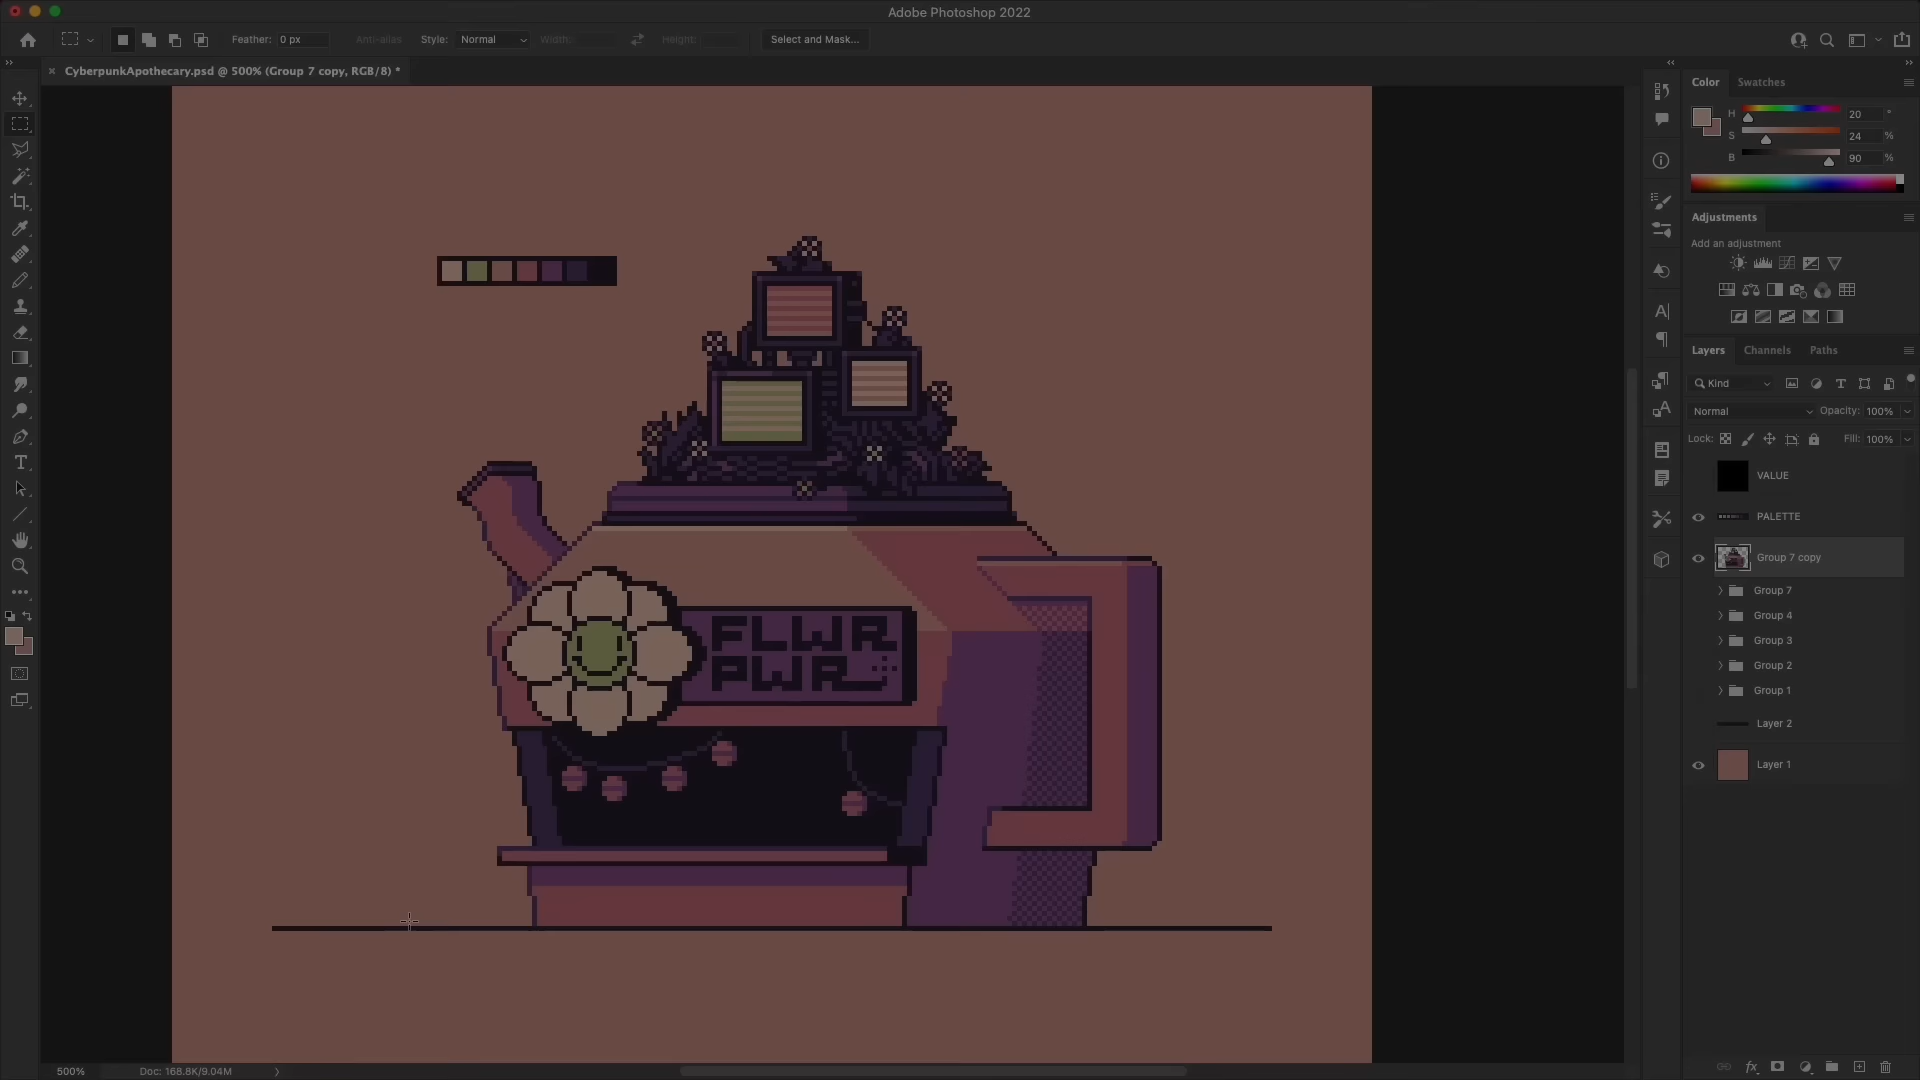 Adobe Photoshop 2022
Feather: 0 px Anti-alias Style: Normal Width: Height: Select and Mask...
CyberpunkApothecary.psd @ 500% (Group 7 copy, RGB/8) *
Color Swatches
H 20 °
S 24 %
B 90 %
Adjustments
Add an adjustment
Layers Channels Paths
Kind
Normal Opacity: 100%
Lock: Fill: 100%
VALUE
PALETTE
Group 7 copy
Group 7
Group 4
Group 3
Group 2
Group 1
Layer 2
Layer 1
FLWR
PWR
500% Doc: 168.8K/9.04M